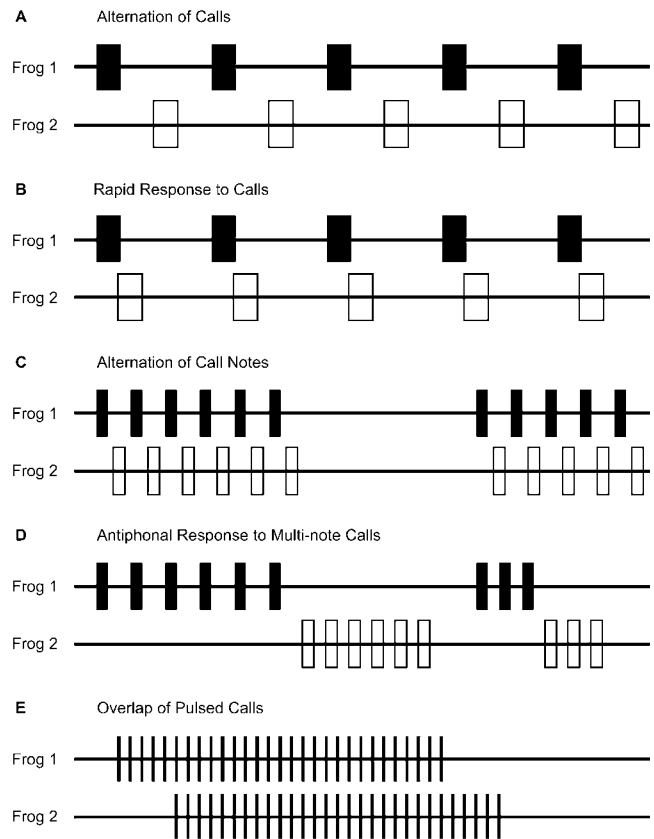 A Alternation of Calls
Frog 1
Frog 2
B Rapid Response to Calls
Frog 1
Frog 2
C Alternation of Call Notes
Frog 1
Frog 2
D Antiphonal Response to Multi-note Calls
Frog 1
Frog 2
E Overlap of Pulsed Calls
Frog 1
Frog 2